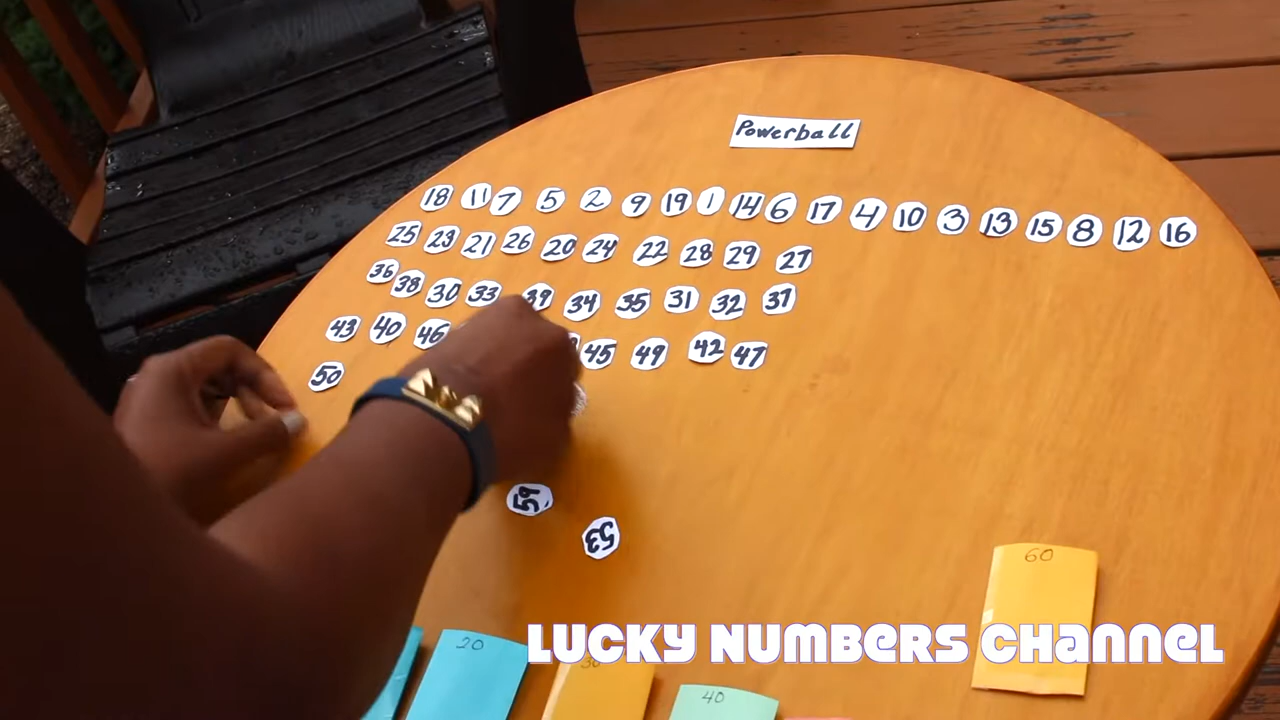 Powerball
18 11 7 5 2 9 19 1 14 6 17 4 10 3 13 15 8 12 16
25 23 21 26 20 24 22 28 29 27
36 38 30 33 39 34 35 31 32 37
43 40 46 45 49 42 47
50
59
53
60
20
30
40
LUCKY NUMBERS CHANNEL